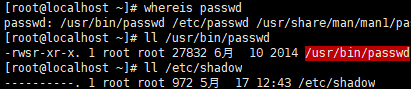 [root@localhost ~]# whereis passwd
passwd: /usr/bin/passwd /etc/passwd /usr/share/man/man1/pa
[root@localhost ~]# ll /usr/bin/passwd
-rwsr-xr-x. 1 root root 27832 6月  10 2014 /usr/bin/passwd
[root@localhost ~]# ll /etc/shadow
----------. 1 root root 972 5月  17 12:43 /etc/shadow